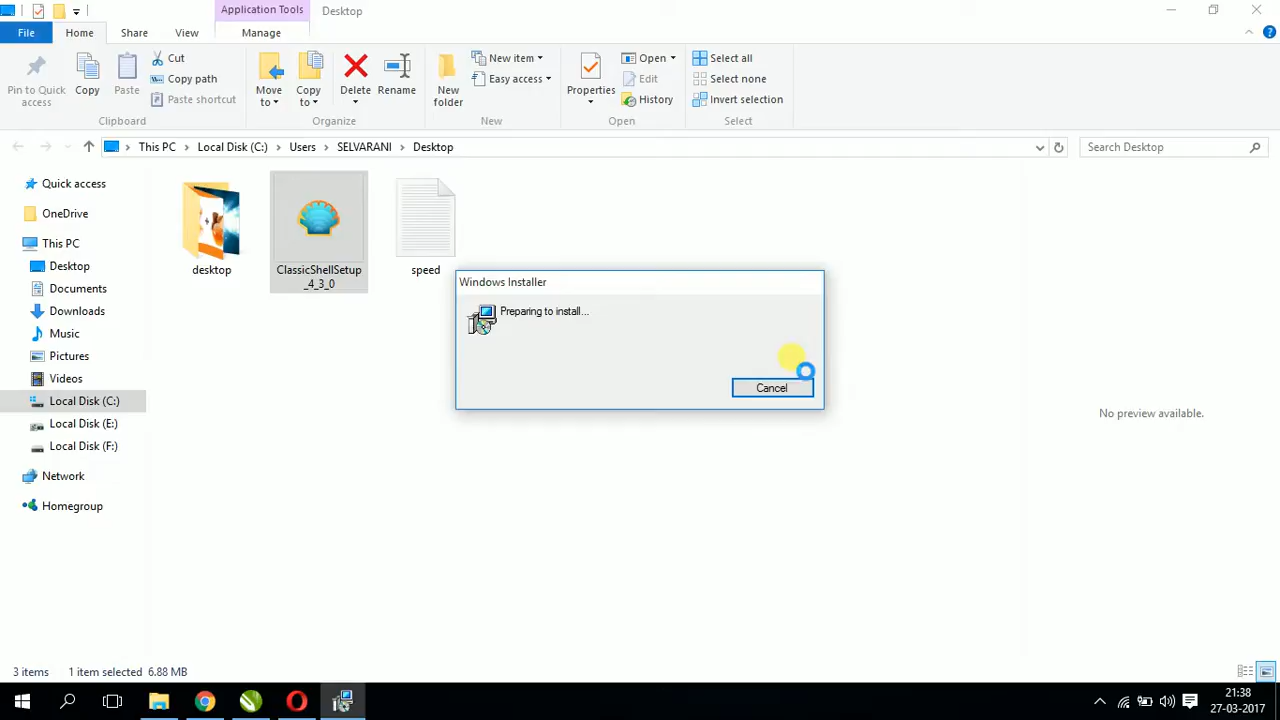 Application Tools
Desktop
File
Home
Share
View
Manage
Pin to Quick
access
Copy
Paste
Cut
Copy path
Paste shortcut
Clipboard
Move
to
Copy
to
Delete
Rename
Organize
New
folder
New item
Easy access
New
Properties
Open
Edit
History
Open
Select all
Select none
Invert selection
Select
This PC
Local Disk (C:)
Users
SELVARANI
Desktop
Search Desktop
Quick access
OneDrive
This PC
Desktop
Documents
Downloads
Music
Pictures
Videos
Local Disk (C:)
Local Disk (E:)
Local Disk (F:)
Network
Homegroup
desktop
ClassicShellSetup
_4_3_0
speed
Windows Installer
Preparing to install...
Cancel
No preview available.
3 items
1 item selected 6.88 MB
21:38
27-03-2017